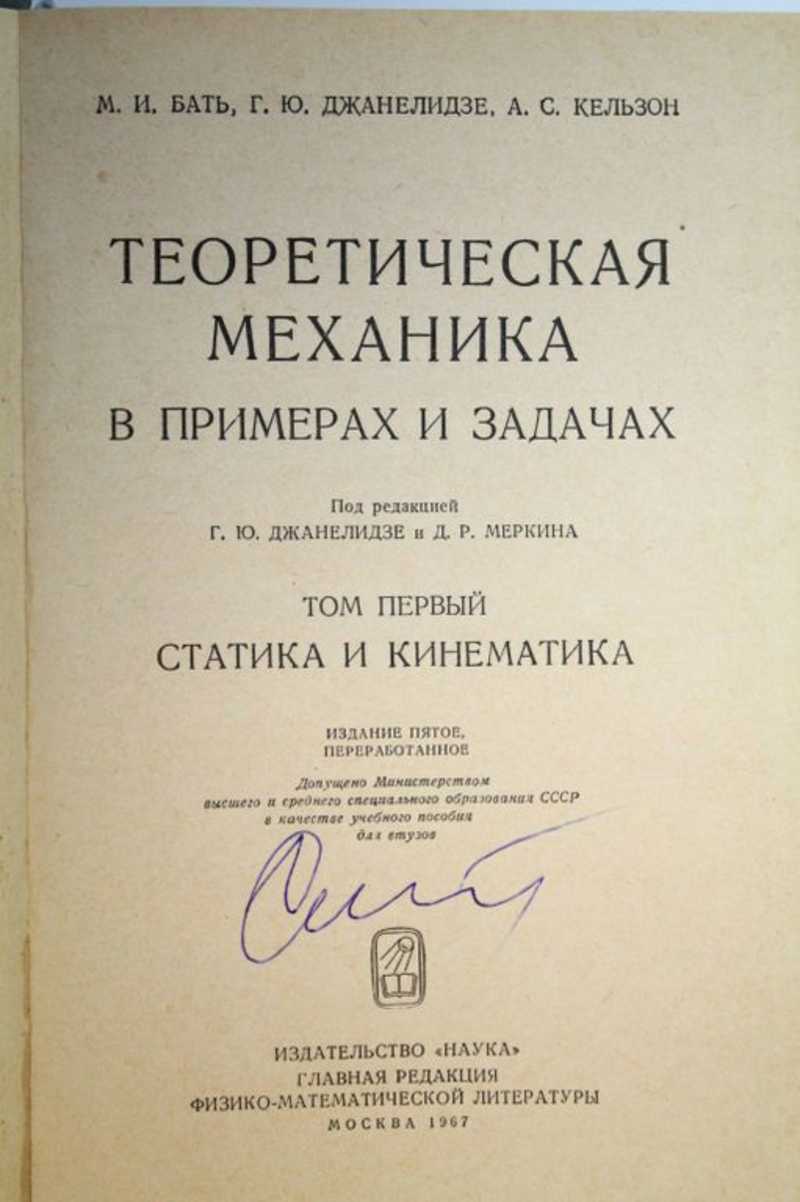 М. И. БАТЬ, Г. Ю. ДЖАНЕЛИДЗЕ, А. С. КЕЛЬЗОН
ТЕОРЕТИЧЕСКАЯ
МЕХАНИКА
В ПРИМЕРАХ И ЗАДАЧАХ
Под редакцией
Г. Ю. ДЖАНЕЛИДЗЕ и Д. Р. МЕРКИНА
ТОМ ПЕРВЫЙ
СТАТИКА И КИНЕМАТИКА
ИЗДАНИЕ ПЯТОЕ,
ПЕРЕРАБОТАННОЕ
Допущено Министерством
высшего и среднего специального образования СССР
в качестве учебного пособия
для втузов
ИЗДАТЕЛЬСТВО «НАУКА»
ГЛАВНАЯ РЕДАКЦИЯ
ФИЗИКО-МАТЕМАТИЧЕСКОЙ ЛИТЕРАТУРЫ
МОСКВА 1967